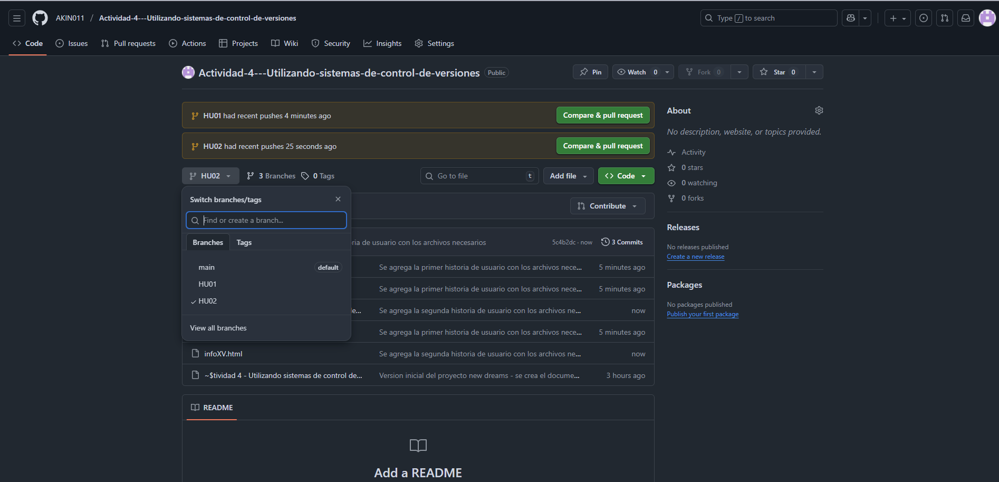 AKIN011 / Actividad-4---Utilizando-sistemas-de-control-de-versiones
Type / to search
Code Issues Pull requests Actions Projects Wiki Security Insights Settings
Actividad-4---Utilizando-sistemas-de-control-de-versiones Public
Pin Watch 0 Fork 0 Star 0
HU01 had recent pushes 4 minutes ago Compare & pull request
HU02 had recent pushes 25 seconds ago Compare & pull request
HU02 3 Branches 0 Tags Go to file t Add file Code
Switch branches/tags
Find or create a branch...
Branches Tags
main default
HU01
HU02
View all branches
Contribute
ria de usuario con los archivos necesarios 5c4b2dc · now 3 Commits
Se agrega la primer historia de usuario con los archivos nece... 5 minutes ago
Se agrega la primer historia de usuario con los archivos nece... 5 minutes ago
de... Se agrega la segunda historia de usuario con los archivos ne... now
Se agrega la primer historia de usuario con los archivos nece... 5 minutes ago
infoXV.html Se agrega la segunda historia de usuario con los archivos ne... now
~$tividad 4 - Utilizando sistemas de control de... Version inicial del proyecto new dreams - se crea el docume... 3 hours ago
README
Add a README
About
No description, website, or topics provided.
Activity
0 stars
0 watching
0 forks
Releases
No releases published
Create a new release
Packages
No packages published
Publish your first package